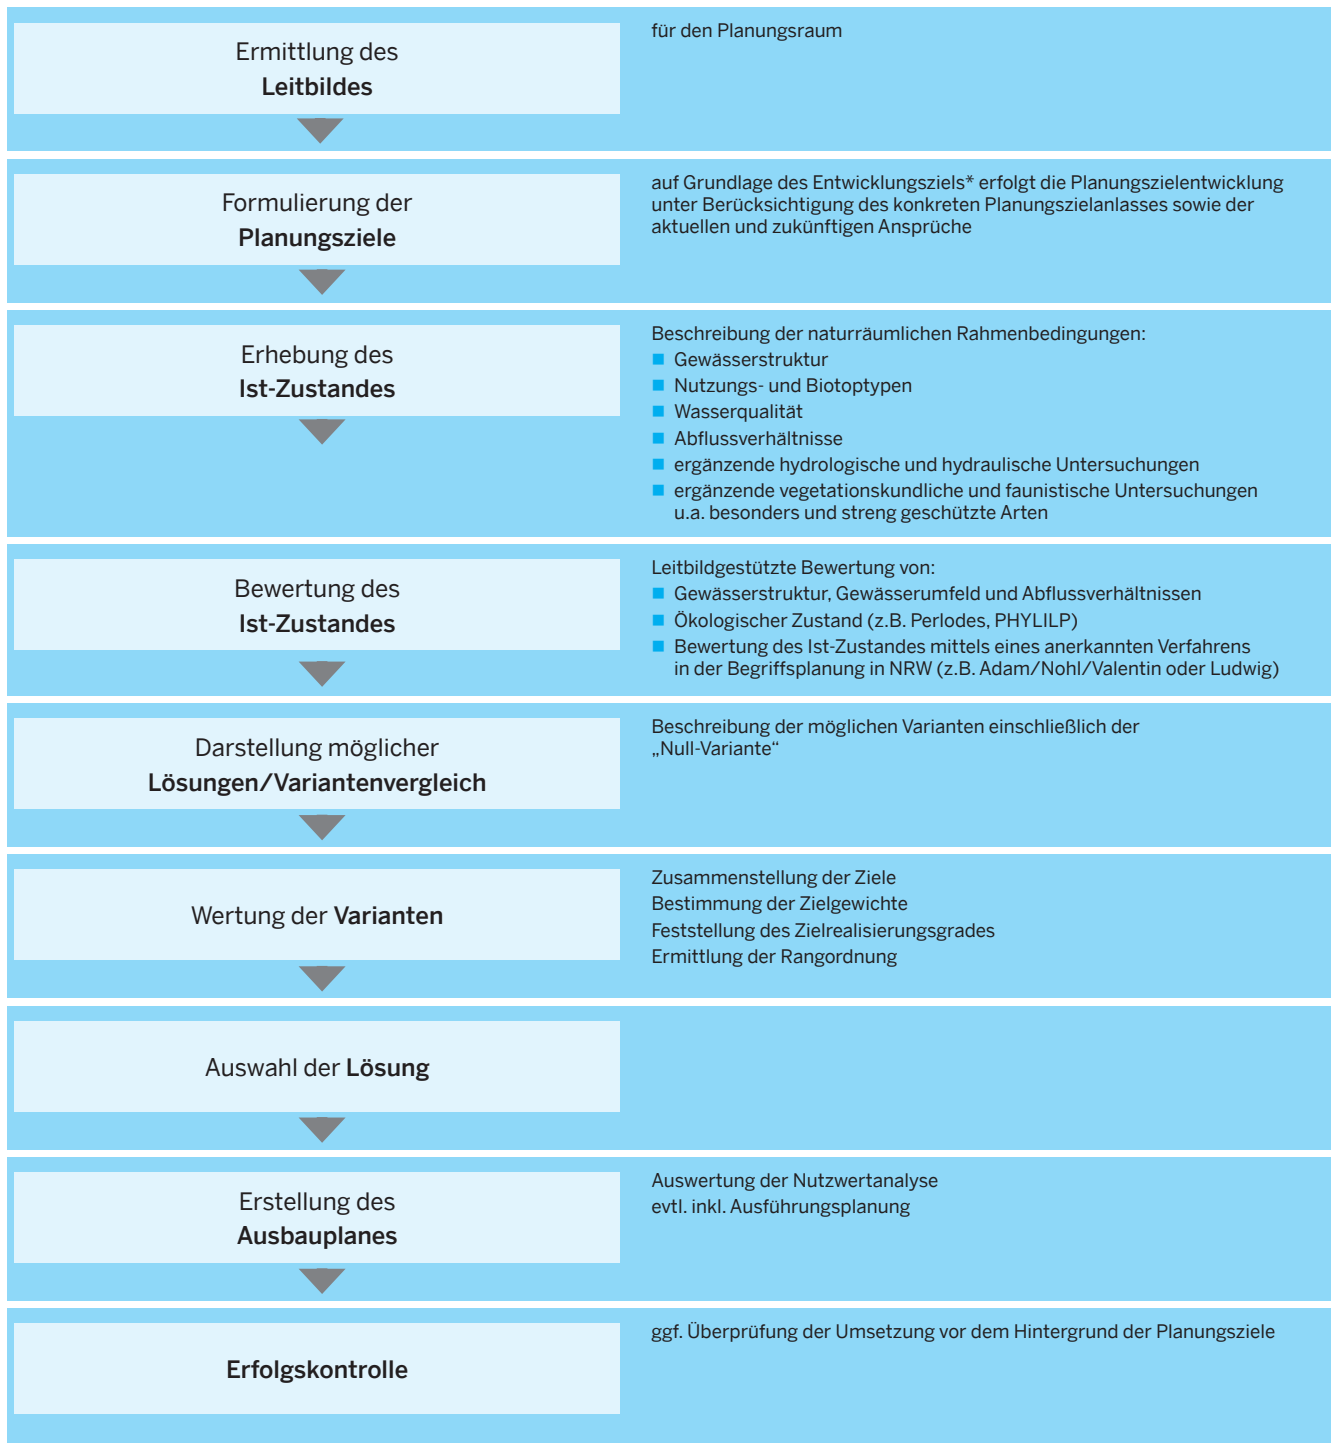 Ermittlung des
Leitbildes
für den Planungsraum
Formulierung der
Planungsziele
auf Grundlage des Entwicklungsziels* erfolgt die Planungszielentwicklung
unter Berücksichtigung des konkreten Planungszielanlasses sowie der
aktuellen und zukünftigen Ansprüche
Erhebung des
Ist-Zustandes
Beschreibung der naturräumlichen Rahmenbedingungen:
■ Gewässerstruktur
■ Nutzungs- und Biotoptypen
■ Wasserqualität
■ Abflussverhältnisse
■ ergänzende hydrologische und hydraulische Untersuchungen
■ ergänzende vegetationskundliche und faunistische Untersuchungen
u.a. besonders und streng geschützte Arten
Bewertung des
Ist-Zustandes
Leitbildgestützte Bewertung von:
■ Gewässerstruktur, Gewässerumfeld und Abflussverhältnissen
■ Ökologischer Zustand (z.B. Perlodes, PHYLILP)
■ Bewertung des Ist-Zustandes mittels eines anerkannten Verfahrens
in der Begriffsplanung in NRW (z.B. Adam/Nohl/Valentin oder Ludwig)
Darstellung möglicher
Lösungen/Variantenvergleich
Beschreibung der möglichen Varianten einschließlich der
„Null-Variante“
Wertung der Varianten
Zusammenstellung der Ziele
Bestimmung der Zielgewichte
Feststellung des Zielrealisierungsgrades
Ermittlung der Rangordnung
Auswahl der Lösung
Erstellung des
Ausbauplanes
Auswertung der Nutzwertanalyse
evtl. inkl. Ausführungsplanung
Erfolgskontrolle
ggf. Überprüfung der Umsetzung vor dem Hintergrund der Planungsziele